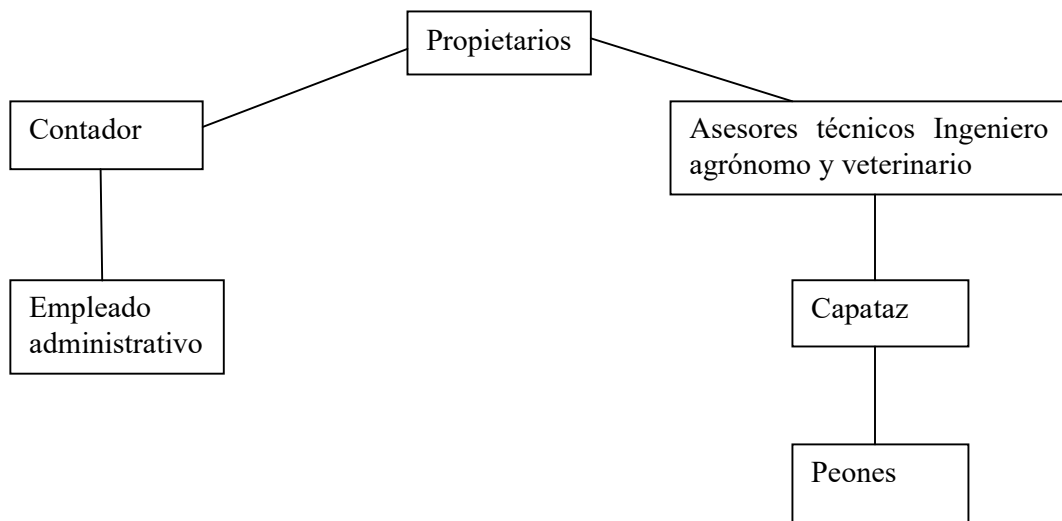 Propietarios
Contador
Asesores técnicos Ingeniero
agrónomo y veterinario
Empleado
administrativo
Capataz
Peones